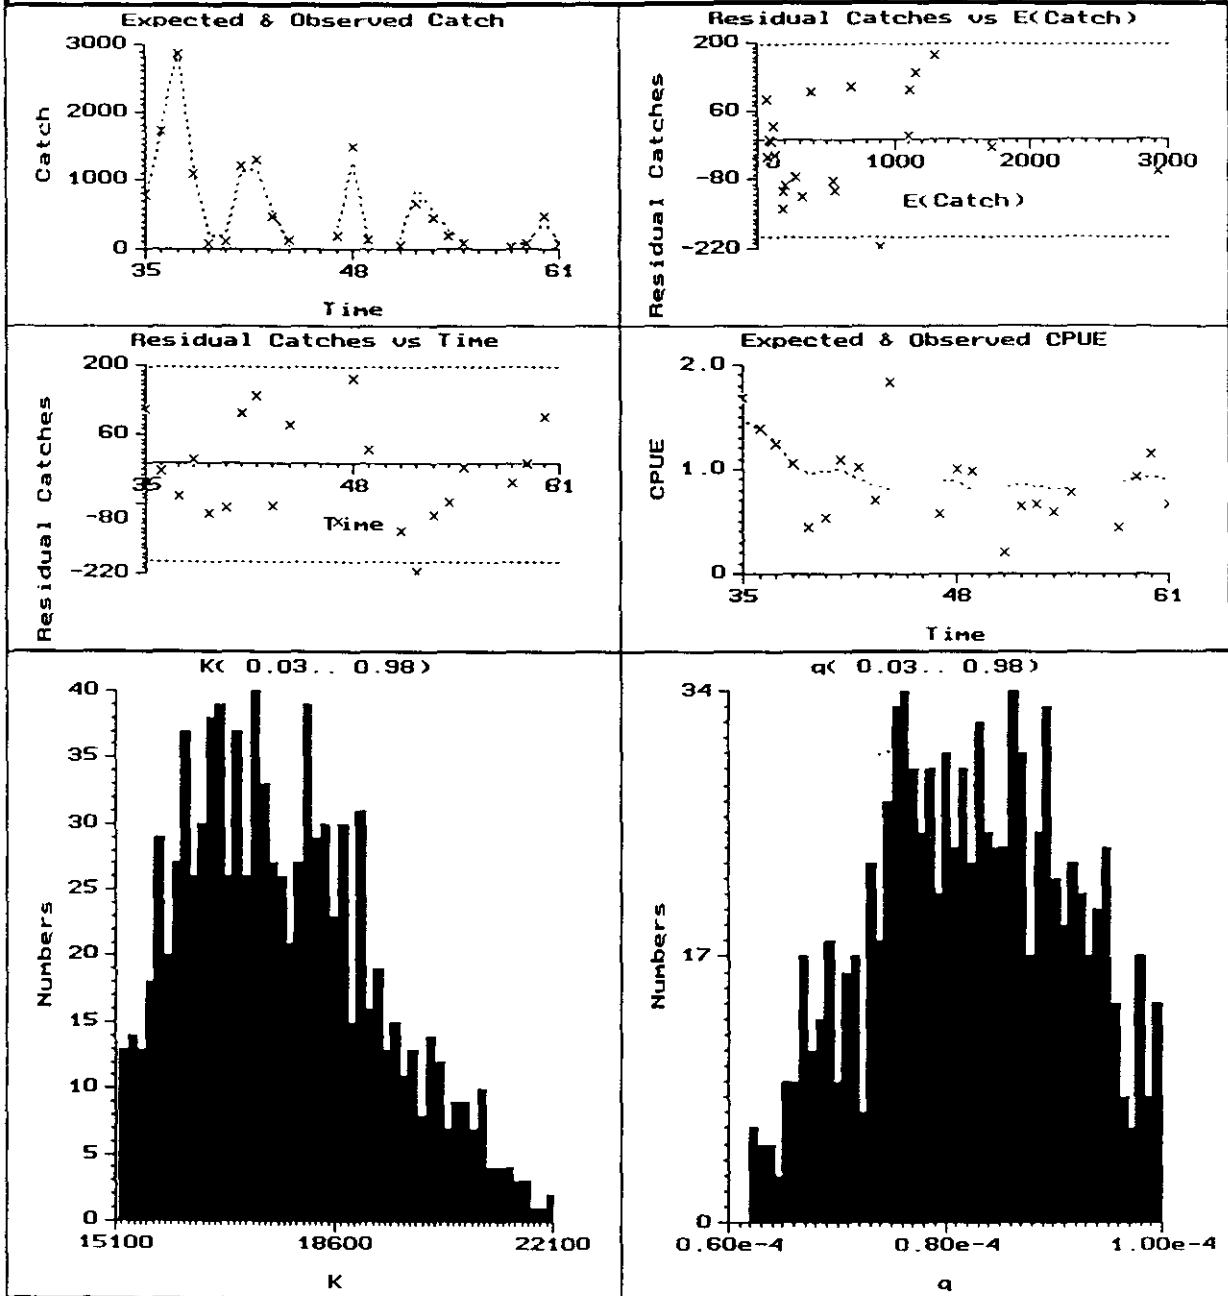 Expected & Observed Catch
3000
2000
1000
0
Catch
35
48
61
Time
Residual Catches vs E(Catch)
200
60
-80
-220
Residual Catches
0
1000
2000
3000
E(Catch)
Residual Catches vs Time
200
60
-80
-220
Residual Catches
35
48
61
Time
Expected & Observed CPUE
2.0
1.0
0
CPUE
35
48
61
Time
K( 0.03.. 0.98)
40
35
30
25
20
15
10
5
0
Numbers
15100
18600
22100
K
q( 0.03.. 0.98)
34
17
0
Numbers
0.60e-4
0.80e-4
1.00e-4
q